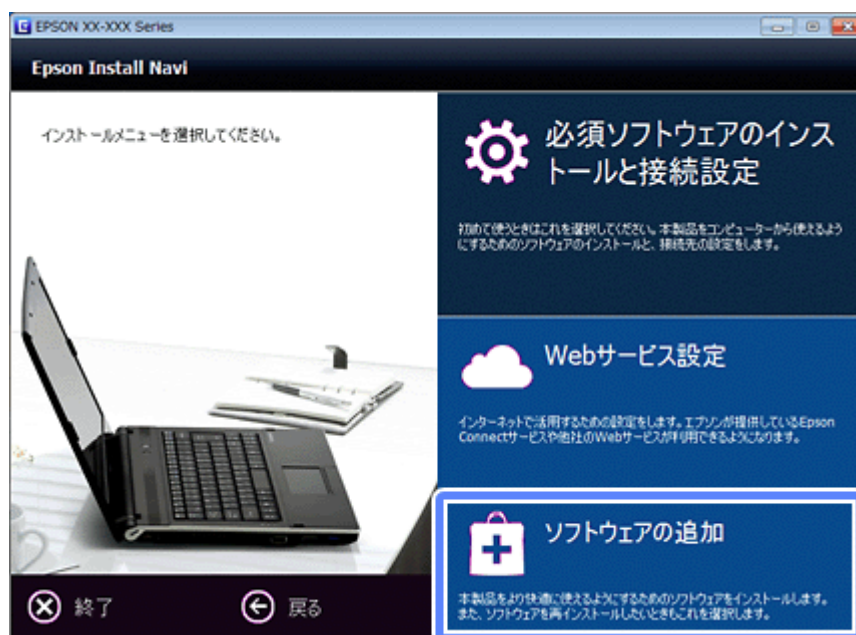 EPSON XX-XXX Series
Epson Install Navi
インストールメニューを選択してください。
必須ソフトウェアのインス
トールと接続設定
初めて使うときはこれを選択してください。本製品をコンピューターから使えるよう
にするためのソフトウェアのインストールと、接続先の設定をします。
Webサービス設定
インターネットで活用するための設定をします。エプソンが提供しているEpson
Connectサービスや他社のWebサービスが利用できるようになります。
ソフトウェアの追加
本製品をより快適に使えるようにするためのソフトウェアをインストールします。
また、ソフトウェアを再インストールしたいときもこれを選択します。
終了
戻る